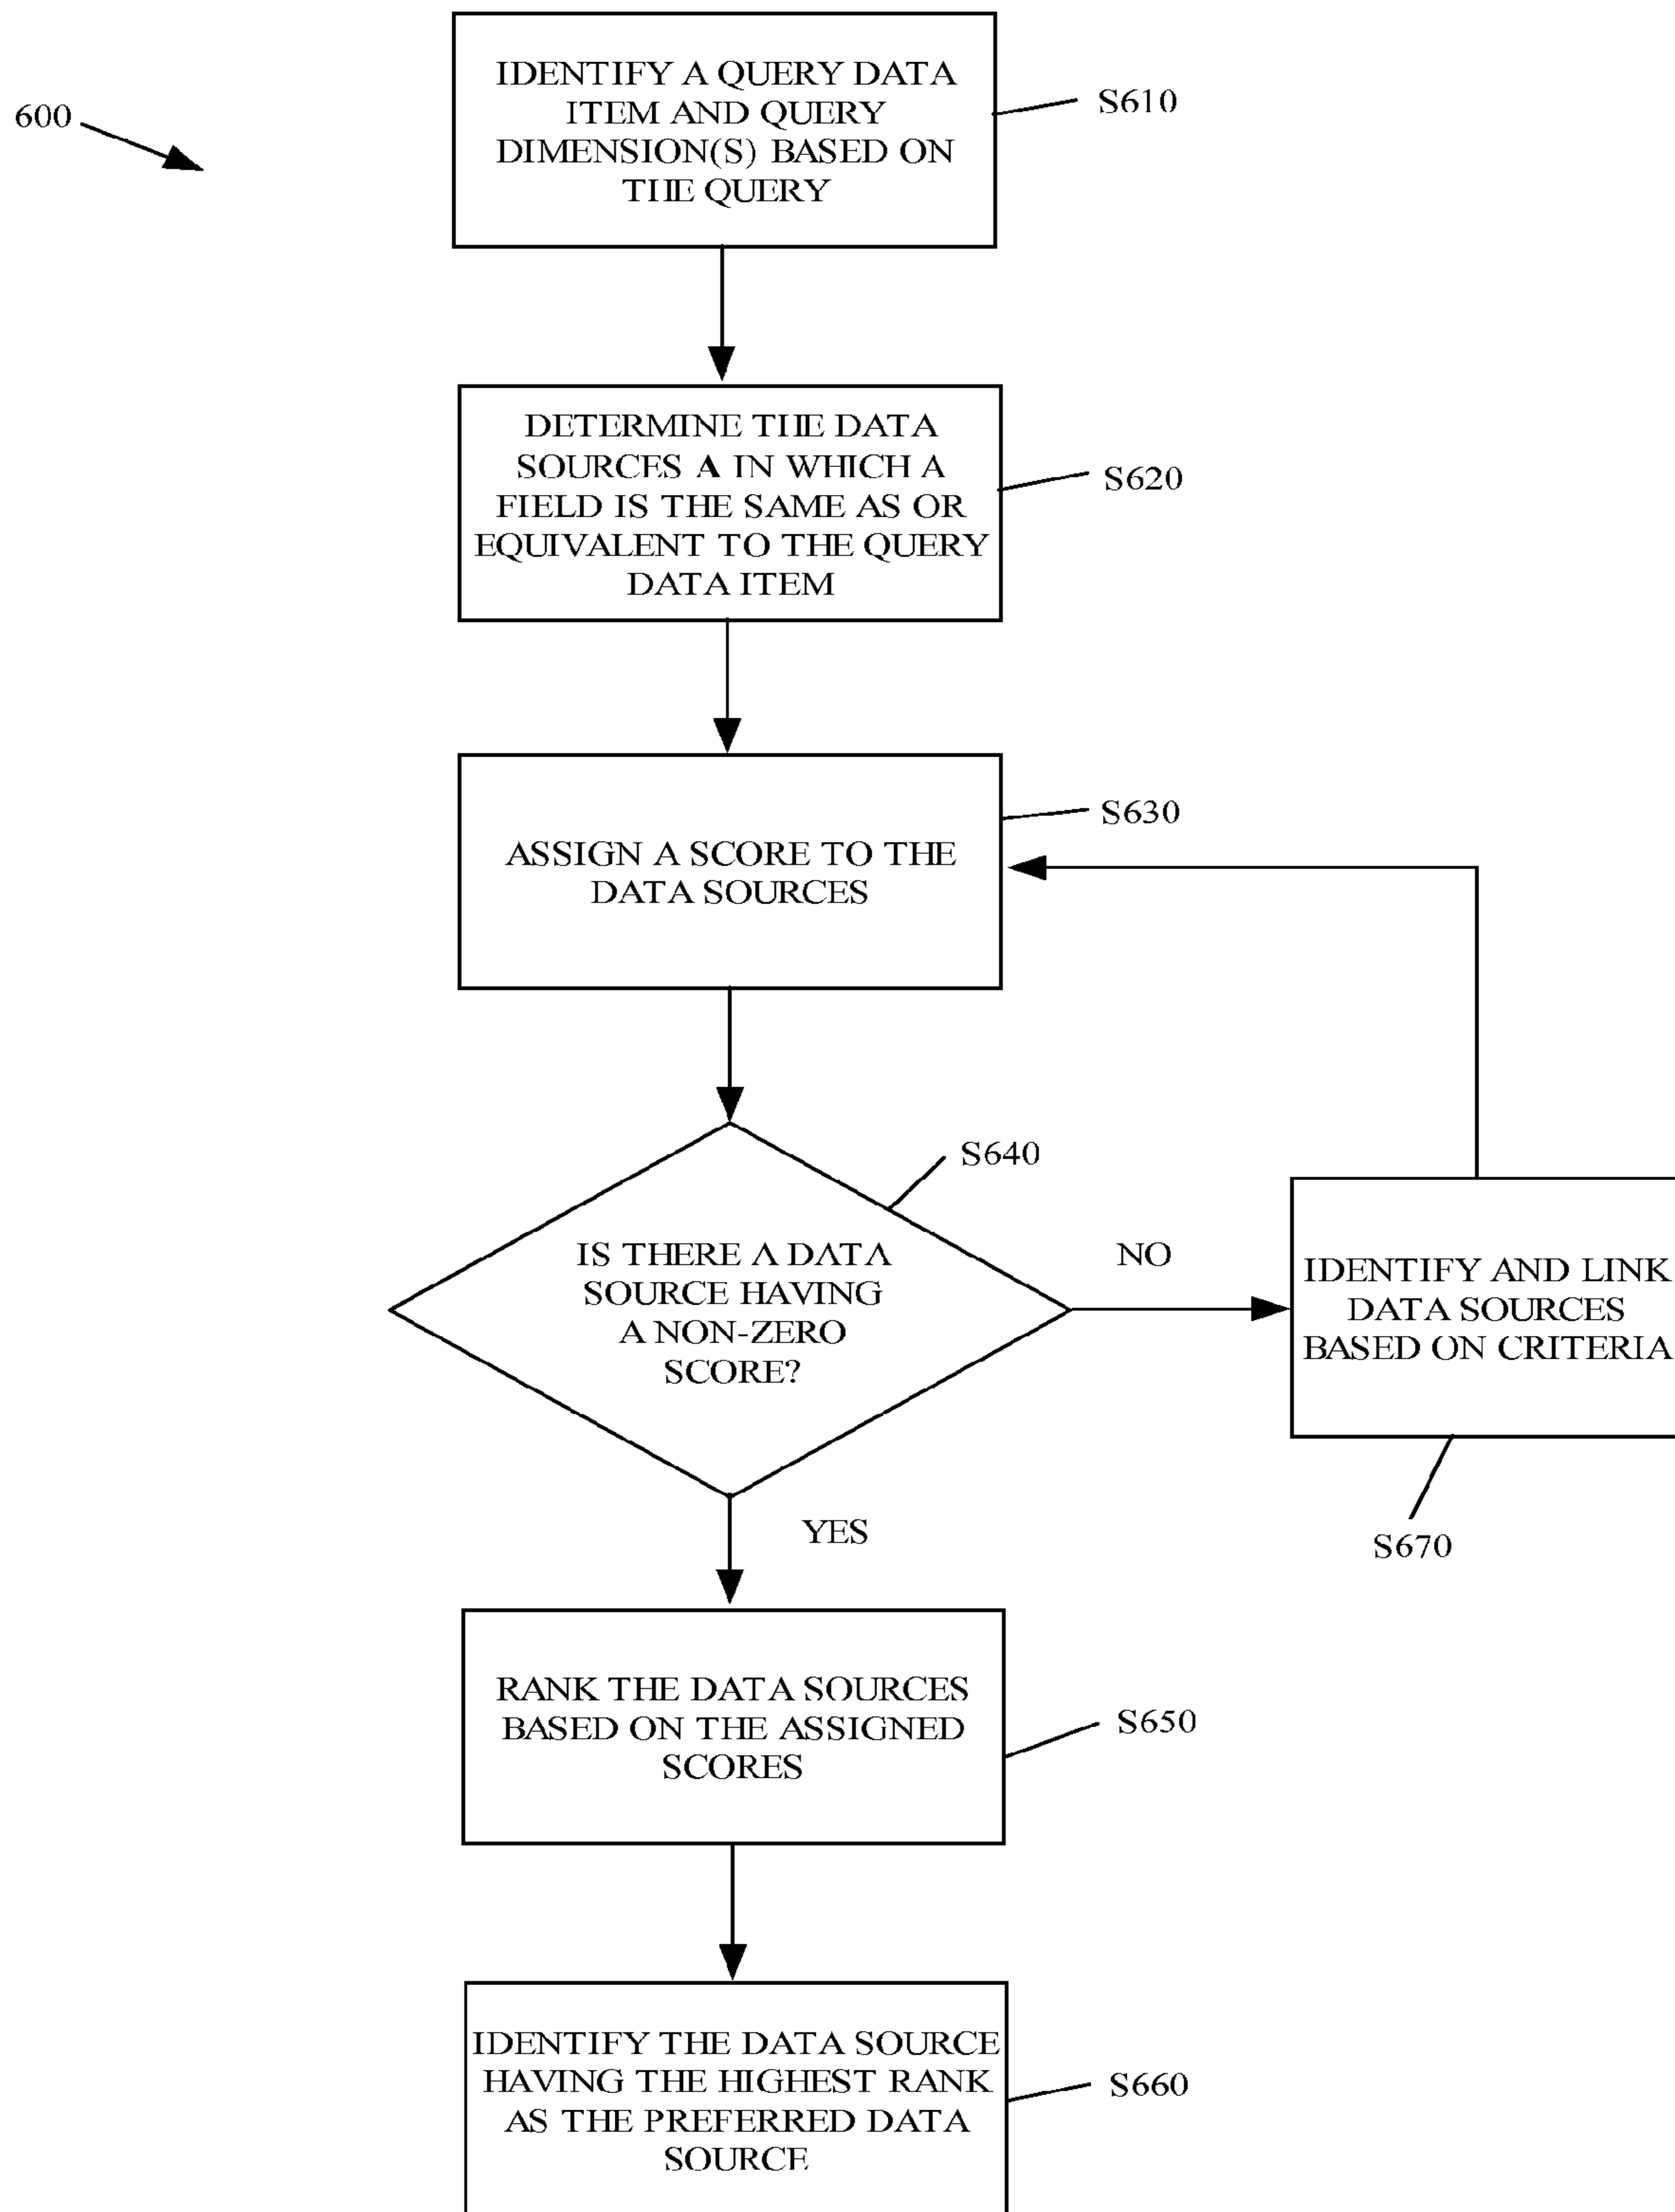 600
IDENTIFY A QUERY DATA
ITEM AND QUERY
DIMENSION(S) BASED ON
THE QUERY
S610
DETERMINE THE DATA
SOURCES A IN WHICH A
FIELD IS THE SAME AS OR
EQUIVALENT TO THE QUERY
DATA ITEM
S620
ASSIGN A SCORE TO THE
DATA SOURCES
S630
IS THERE A DATA
SOURCE HAVING
A NON-ZERO
SCORE?
S640
NO
IDENTIFY AND LINK
DATA SOURCES
BASED ON CRITERIA
S670
YES
RANK THE DATA SOURCES
BASED ON THE ASSIGNED
SCORES
S650
IDENTIFY THE DATA SOURCE
HAVING THE HIGHEST RANK
AS THE PREFERRED DATA
SOURCE
S660